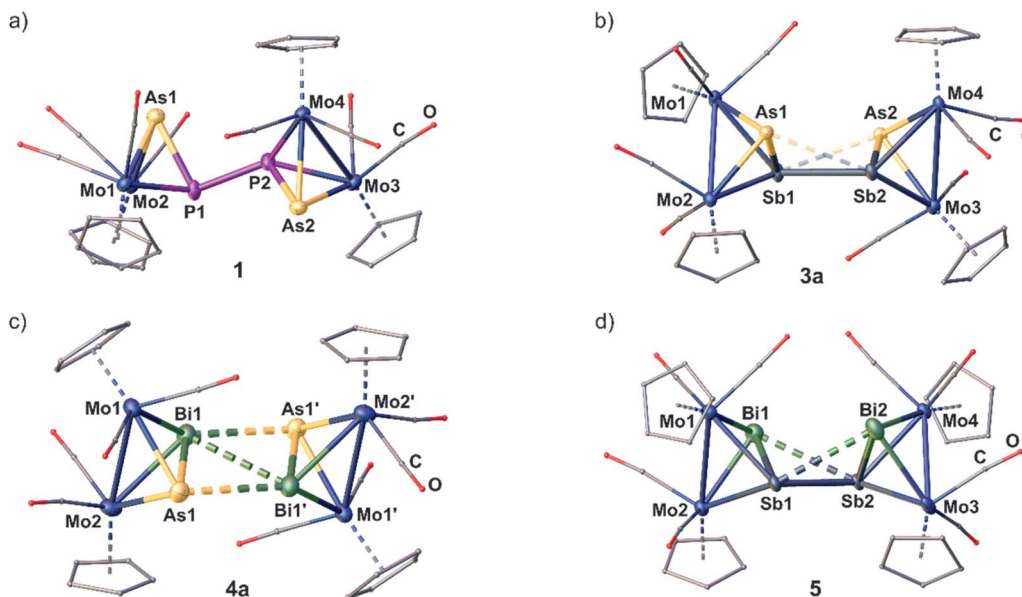 a)
As1
Mo4
O
C
P2
Mo1
Mo2
P1
Mo3
As2
1
b)
Mo1
As1
As2
Mo4
C
O
Mo2
Sb1
Sb2
Mo3
3a
c)
Mo1
Bi1
As1'
Mo2'
C
O
Mo2
As1
Bi1'
Mo1'
4a
d)
Mo1
Bi1
Bi2
Mo4
O
C
Mo2
Sb1
Sb2
Mo3
5